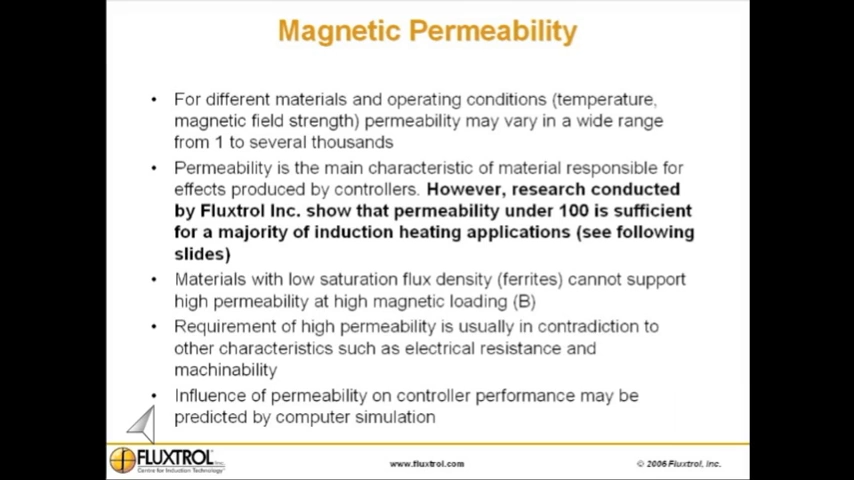 Magnetic Permeability
• For different materials and operating conditions (temperature,
magnetic field strength) permeability may vary in a wide range
from 1 to several thousands
• Permeability is the main characteristic of material responsible for
effects produced by controllers. However, research conducted
by Fluxtrol Inc. show that permeability under 100 is sufficient
for a majority of induction heating applications (see following
slides)
• Materials with low saturation flux density (ferrites) cannot support
high permeability at high magnetic loading (B)
• Requirement of high permeability is usually in contradiction to
other characteristics such as electrical resistance and
machinability
• Influence of permeability on controller performance may be
predicted by computer simulation
FLUXTROL Inc.
Centre for Induction Technology
www.fluxtrol.com
© 2006 Fluxtrol, Inc.